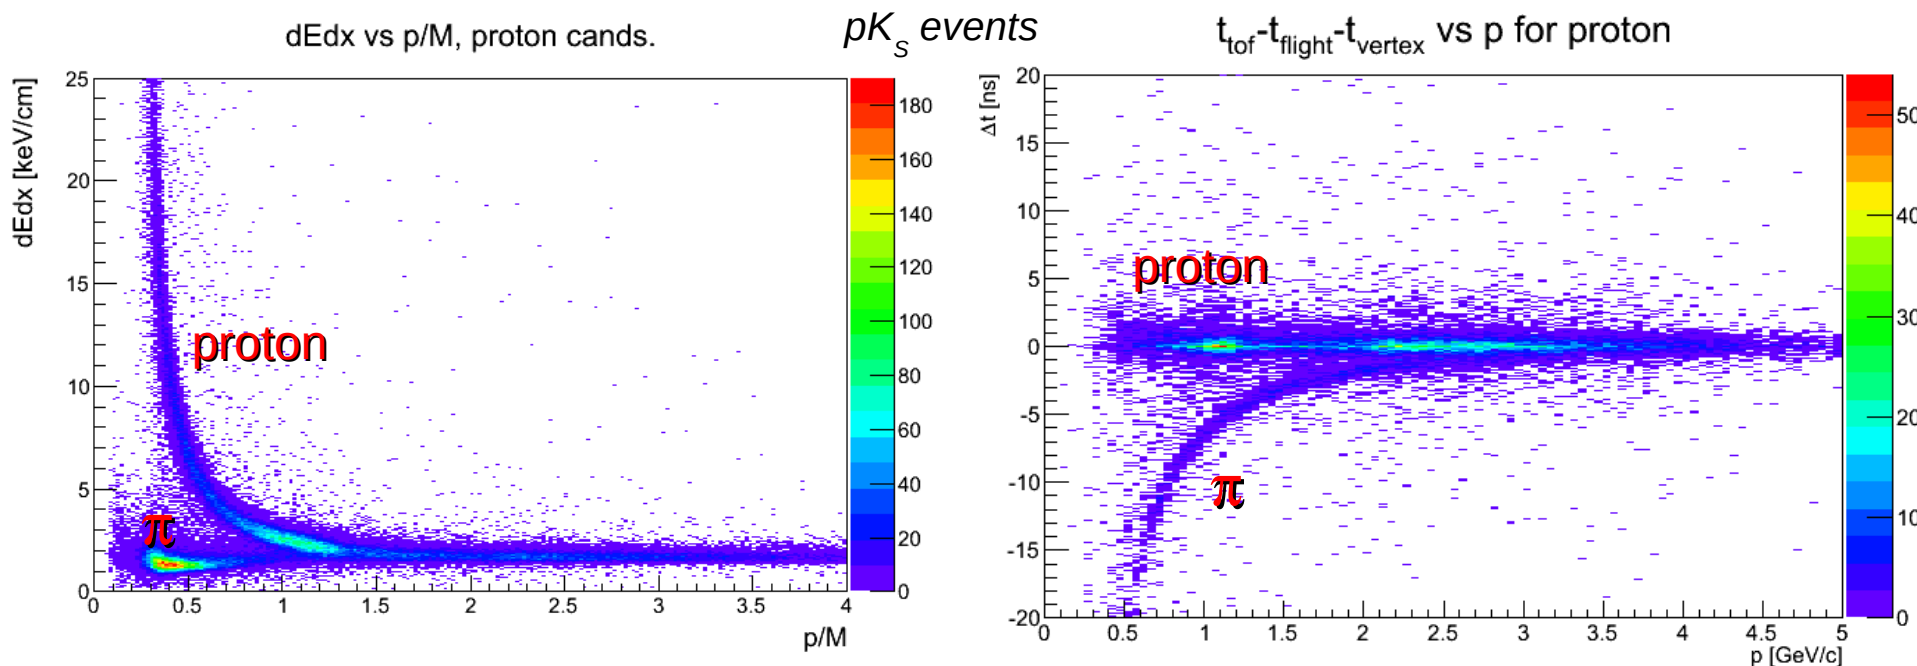 dEdx vs p/M, proton cands.
pK_S events
t_tof-t_flight-t_vertex vs p for proton
dEdx [keV/cm]
25
20
15
10
5
0
proton
π
0 0.5 1 1.5 2 2.5 3 3.5 4
p/M
180
160
140
120
100
80
60
40
20
0
Δt [ns]
20
15
10
5
0
-5
-10
-15
-20
proton
π
0 0.5 1 1.5 2 2.5 3 3.5 4 4.5 5
p [GeV/c]
50
40
30
20
10
0